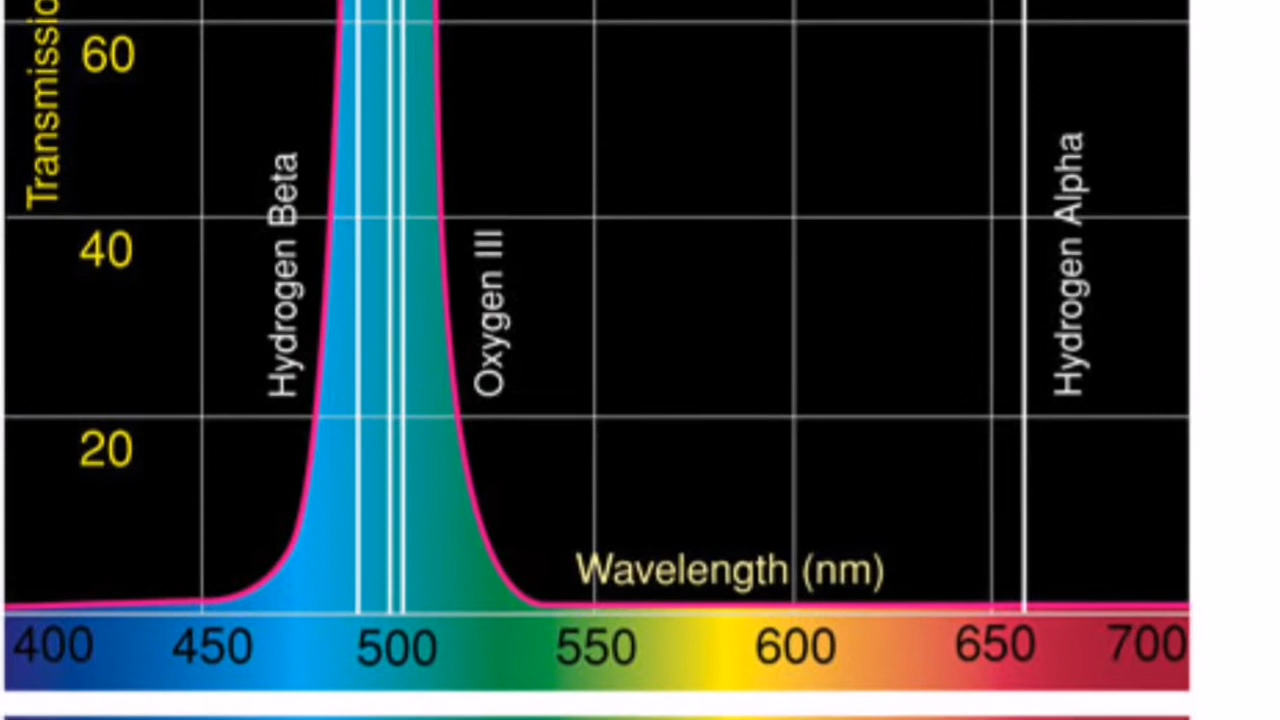 Transmissio
60
40
20
Hydrogen Beta
Oxygen III
Hydrogen Alpha
Wavelength (nm)
400 450 500 550 600 650 700